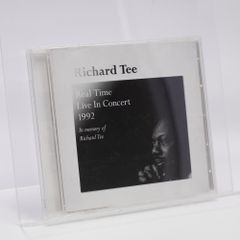 Richard Tee
Real Time
Live In Concert
1992
In memory of
Richard Tee